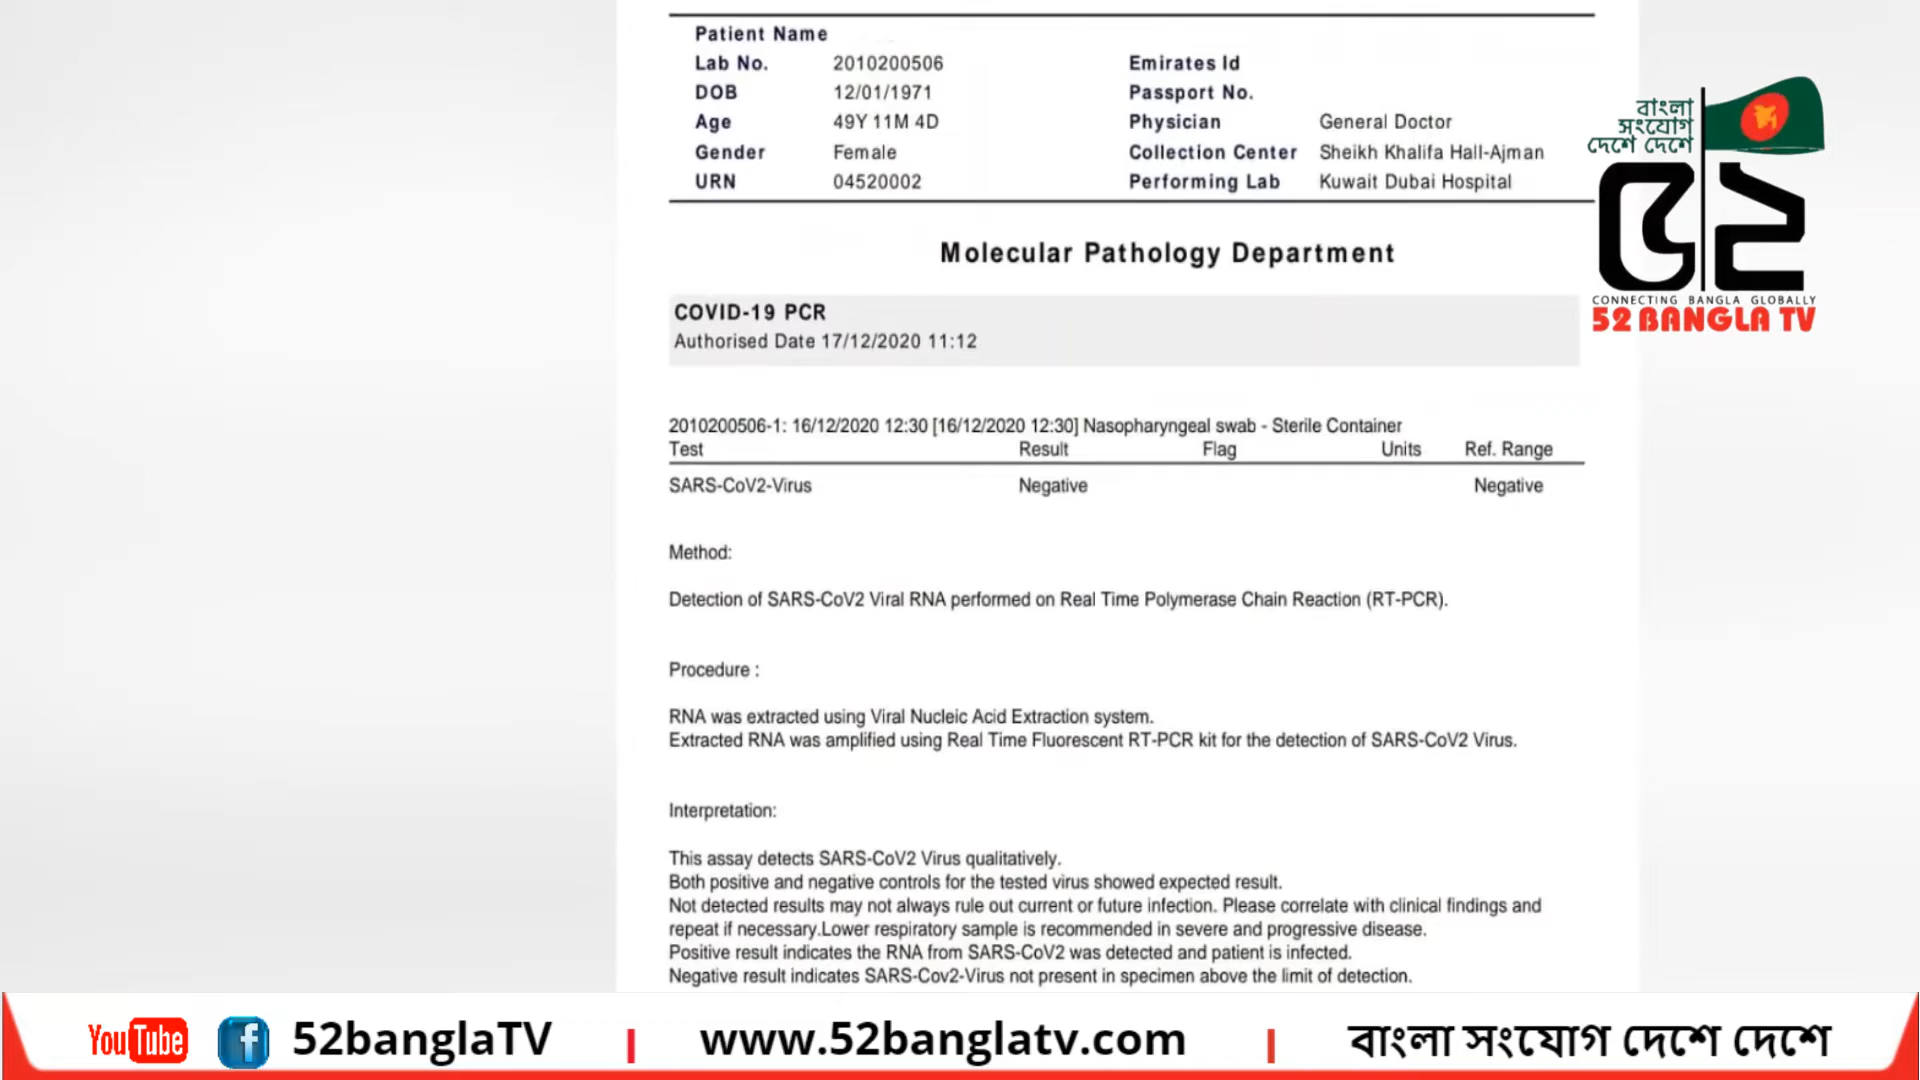 Patient Name
Lab No. 2010200506 Emirates Id
DOB 12/01/1971 Passport No.
Age 49Y 11M 4D Physician General Doctor
Gender Female Collection Center Sheikh Khalifa Hall-Ajman
URN 04520002 Performing Lab Kuwait Dubai Hospital
বাংলা
সংযোগ
দেশে দেশে
৫২
CONNECTING BANGLA GLOBALLY
52 BANGLA TV
Molecular Pathology Department
COVID-19 PCR
Authorised Date 17/12/2020 11:12
2010200506-1: 16/12/2020 12:30 [16/12/2020 12:30] Nasopharyngeal swab - Sterile Container
Test Result Flag Units Ref. Range
SARS-CoV2-Virus Negative Negative
Method:
Detection of SARS-CoV2 Viral RNA performed on Real Time Polymerase Chain Reaction (RT-PCR).
Procedure :
RNA was extracted using Viral Nucleic Acid Extraction system.
Extracted RNA was amplified using Real Time Fluorescent RT-PCR kit for the detection of SARS-CoV2 Virus.
Interpretation:
This assay detects SARS-CoV2 Virus qualitatively.
Both positive and negative controls for the tested virus showed expected result.
Not detected results may not always rule out current or future infection. Please correlate with clinical findings and
repeat if necessary.Lower respiratory sample is recommended in severe and progressive disease.
Positive result indicates the RNA from SARS-CoV2 was detected and patient is infected.
Negative result indicates SARS-Cov2-Virus not present in specimen above the limit of detection.
YouTube f 52banglaTV | www.52banglatv.com | বাংলা সংযোগ দেশে দেশে